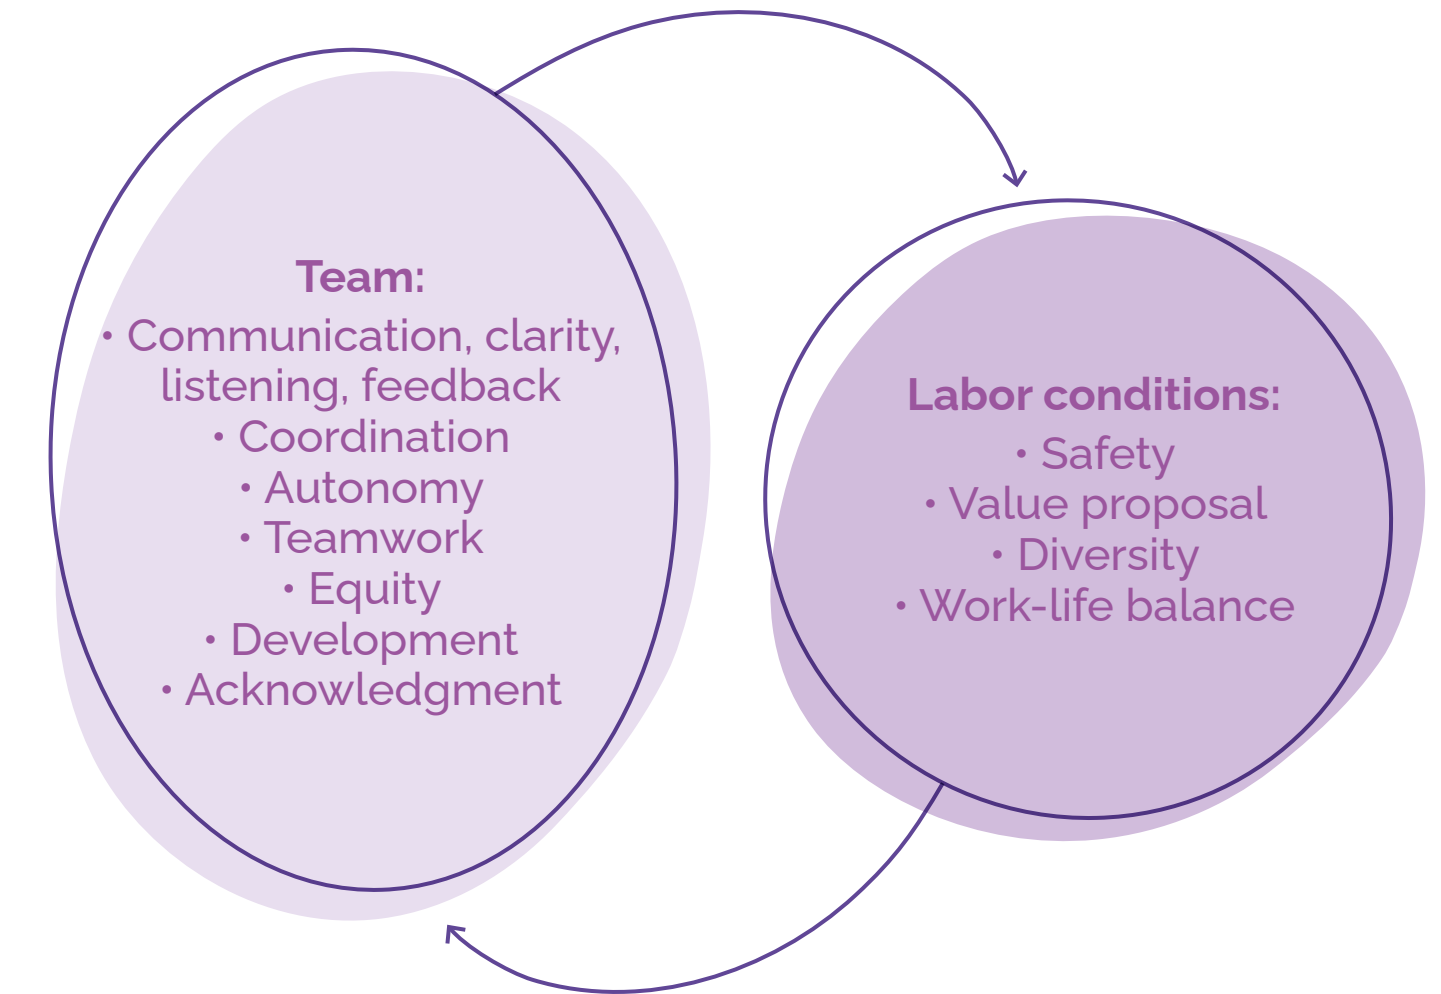 Team:
• Communication, clarity,
listening, feedback
• Coordination
• Autonomy
• Teamwork
• Equity
• Development
• Acknowledgment
Labor conditions:
• Safety
• Value proposal
• Diversity
• Work-life balance